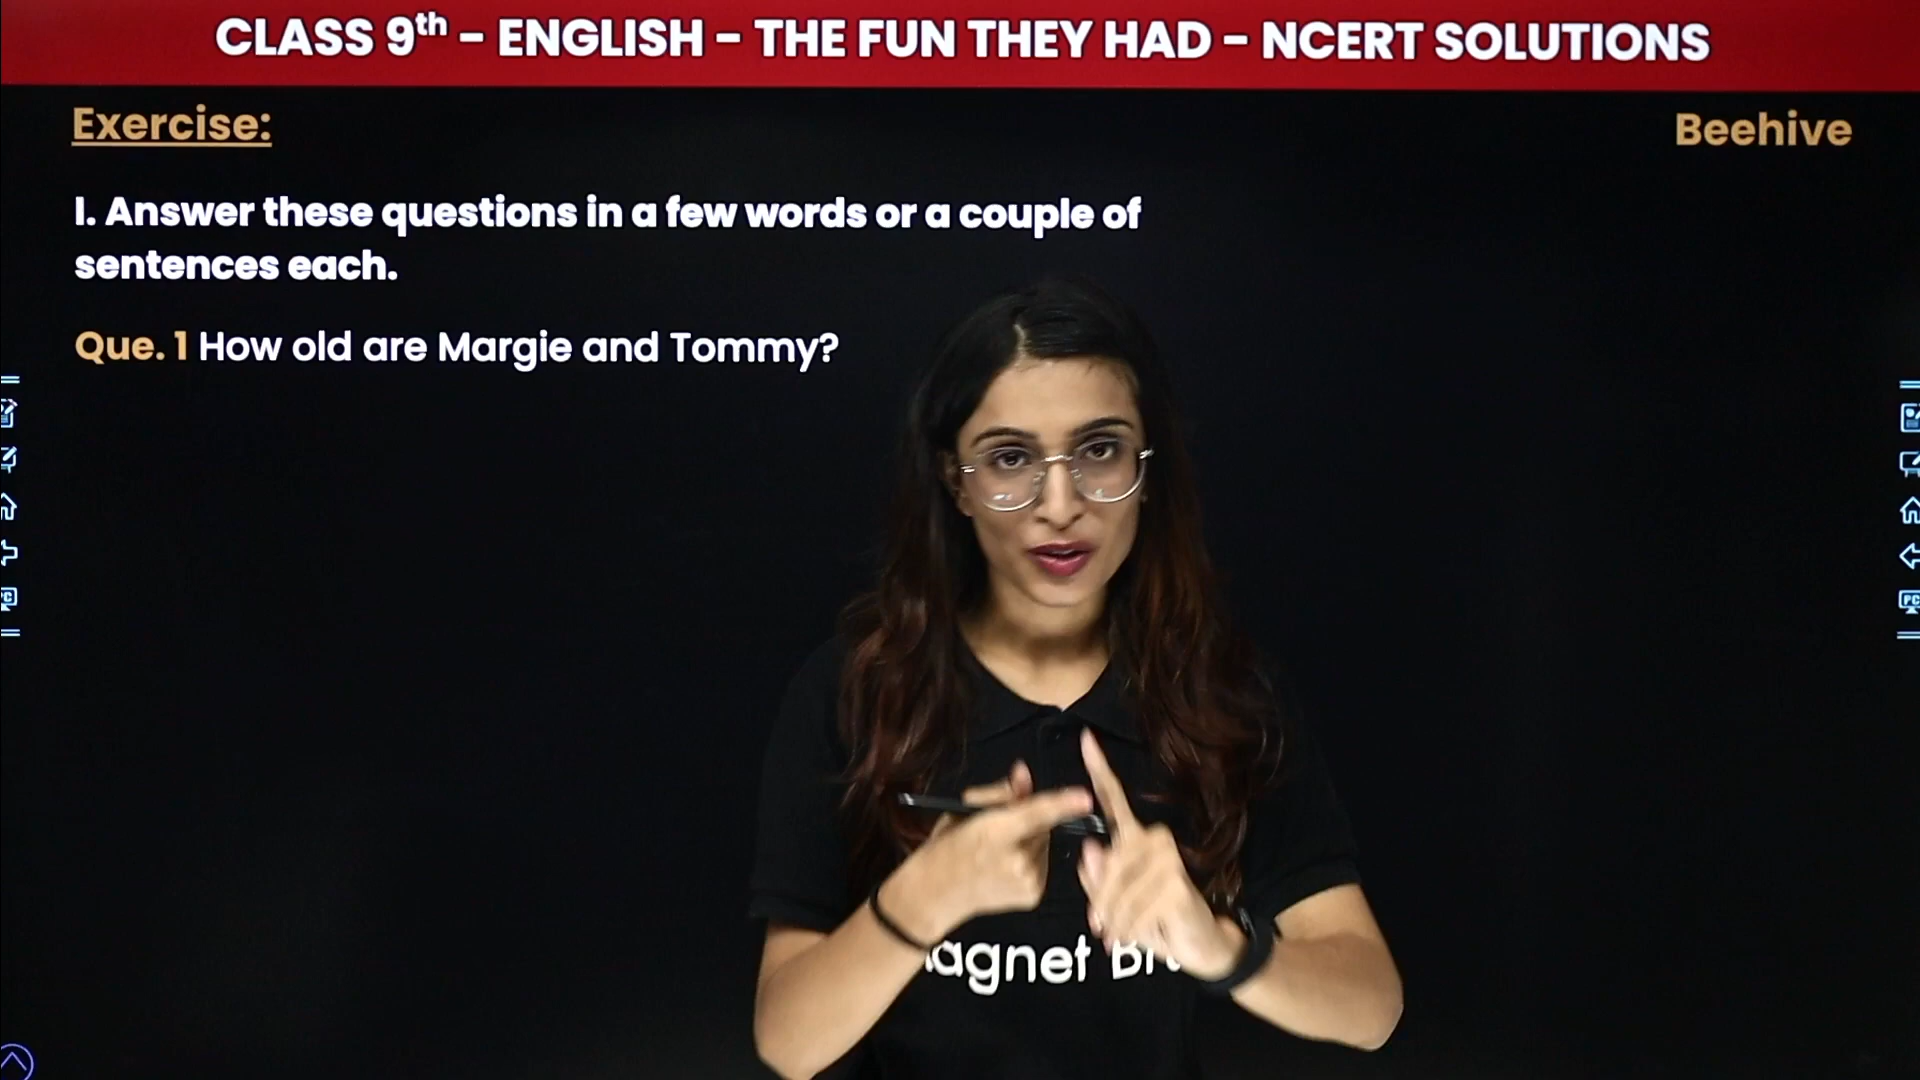 CLASS 9th - ENGLISH - THE FUN THEY HAD - NCERT SOLUTIONS
Exercise:
Beehive
I. Answer these questions in a few words or a couple of
sentences each.
Que. 1 How old are Margie and Tommy?
PC